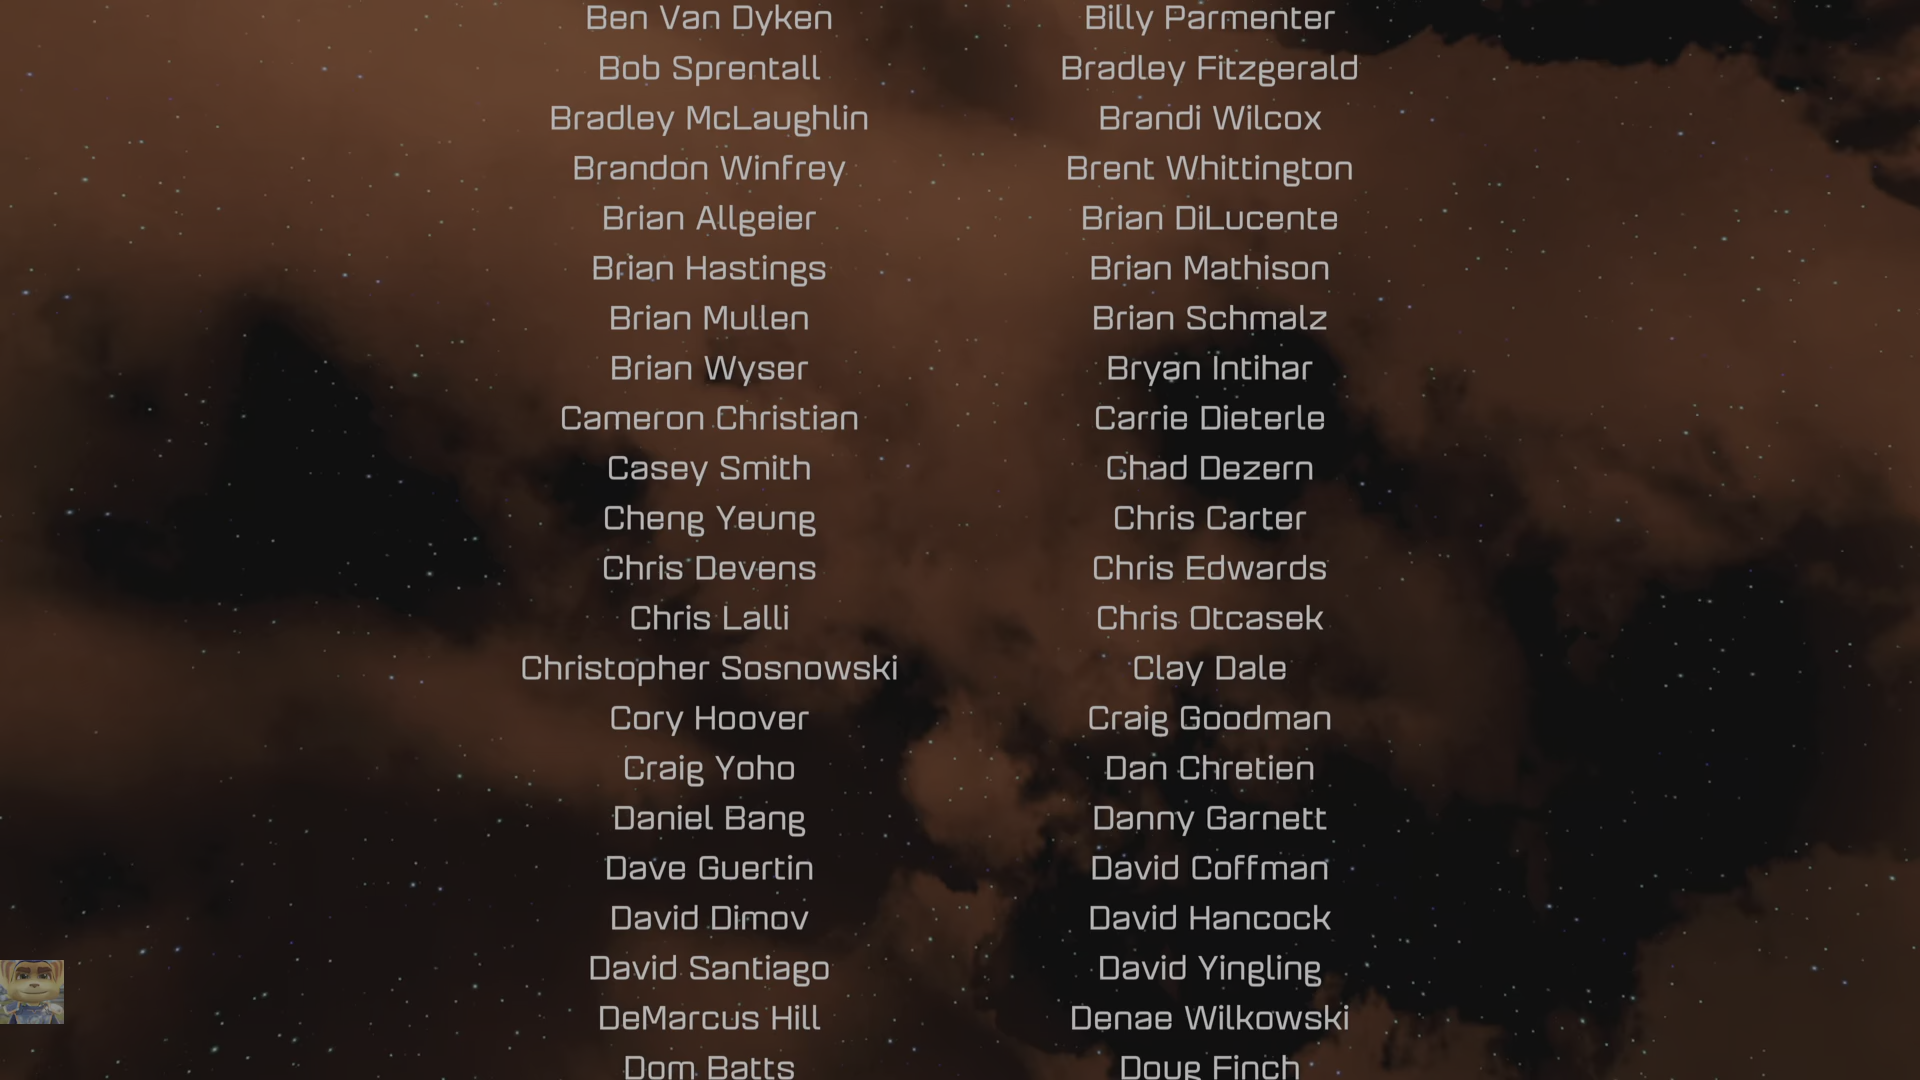 Ben Van Dyken Billy Parmenter
Bob Sprentall Bradley Fitzgerald
Bradley McLaughlin Brandi Wilcox
Brandon Winfrey Brent Whittington
Brian Allgeier Brian DiLucente
Brian Hastings Brian Mathison
Brian Mullen Brian Schmalz
Brian Wyser Bryan Intihar
Cameron Christian Carrie Dieterle
Casey Smith Chad Dezern
Cheng Yeung Chris Carter
Chris Devens Chris Edwards
Chris Lalli Chris Otcasek
Christopher Sosnowski Clay Dale
Cory Hoover Craig Goodman
Craig Yoho Dan Chretien
Daniel Bang Danny Garnett
Dave Guertin David Coffman
David Dimov David Hancock
David Santiago David Yingling
DeMarcus Hill Denae Wilkowski
Dom Batts Doug Finch